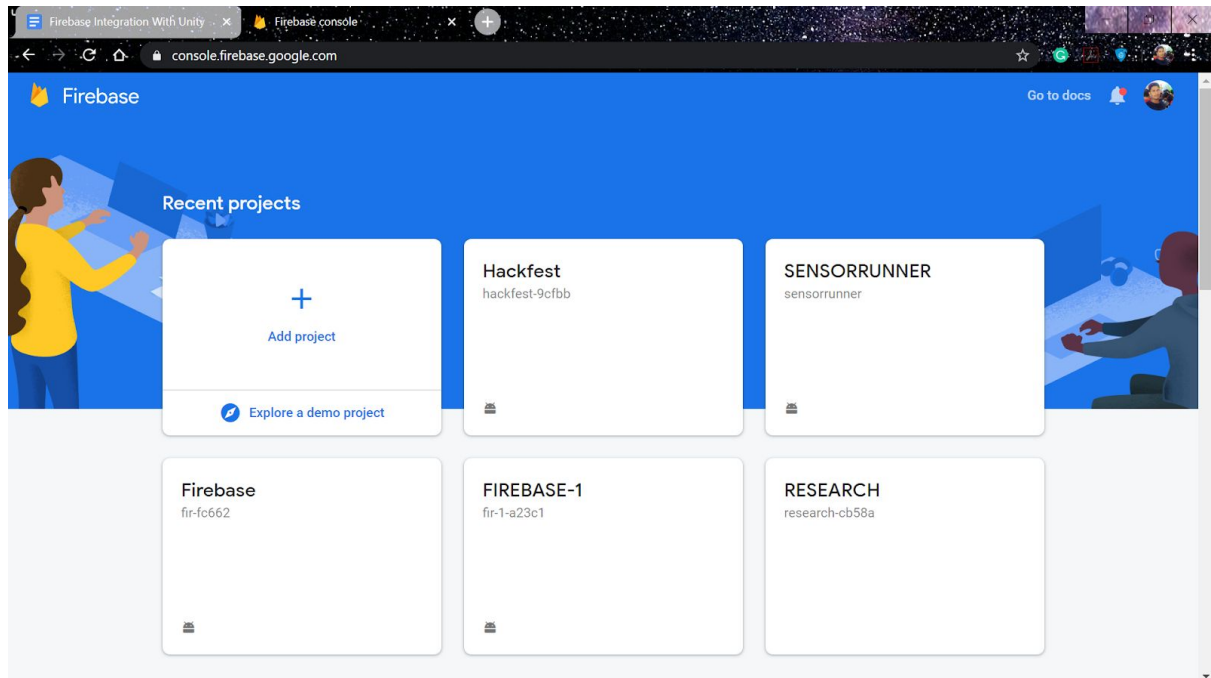 Firebase Integration With Unity
Firebase console
console.firebase.google.com
Firebase
Go to docs
Recent projects
Add project
Explore a demo project
Hackfest
hackfest-9cfbb
SENSORRUNNER
sensorrunner
Firebase
fir-fc662
FIREBASE-1
fir-1-a23c1
RESEARCH
research-cb58a